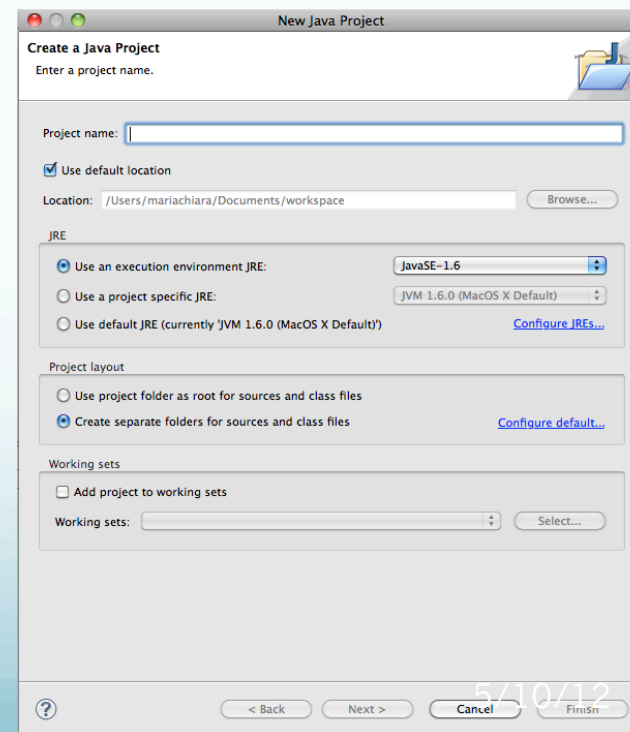 New Java Project
Create a Java Project
Enter a project name.
Project name:
Use default location
Location: /Users/mariachiara/Documents/workspace Browse...
JRE
Use an execution environment JRE: JavaSE-1.6
Use a project specific JRE: JVM 1.6.0 (MacOS X Default)
Use default JRE (currently 'JVM 1.6.0 (MacOS X Default)') Configure JREs...
Project layout
Use project folder as root for sources and class files
Create separate folders for sources and class files Configure default...
Working sets
Add project to working sets
Working sets: Select...
5/10/12
? < Back Next > Cancel Finish